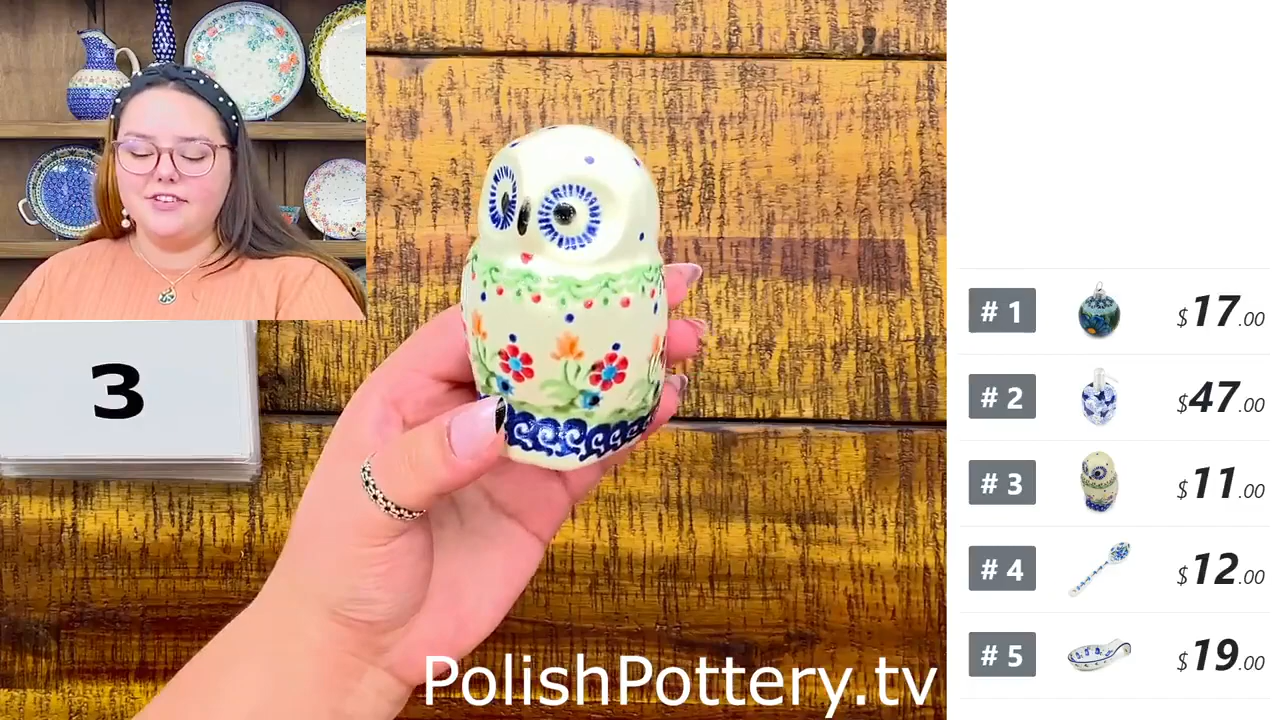 3
PolishPottery.tv
# 1 $17.00
# 2 $47.00
# 3 $11.00
# 4 $12.00
# 5 $19.00